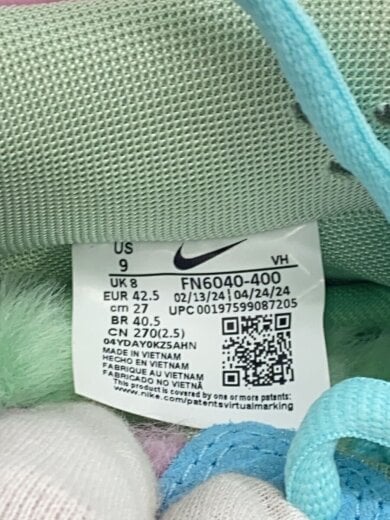 US
9 VH
UK 8 FN6040-400
EUR 42.5 02/13/24 | 04/24/24
cm 27 UPC 00197599087205
BR 40.5
CN 270(2.5)
04YDAY0KZ5AHN
MADE IN VIETNAM
HECHO EN VIETNAM
FABRIQUE AU VIETNAM
FABRICADO NO VIETNÃ
This product is covered by one or more patents:
www.nike.com/patentsvirtualmarking